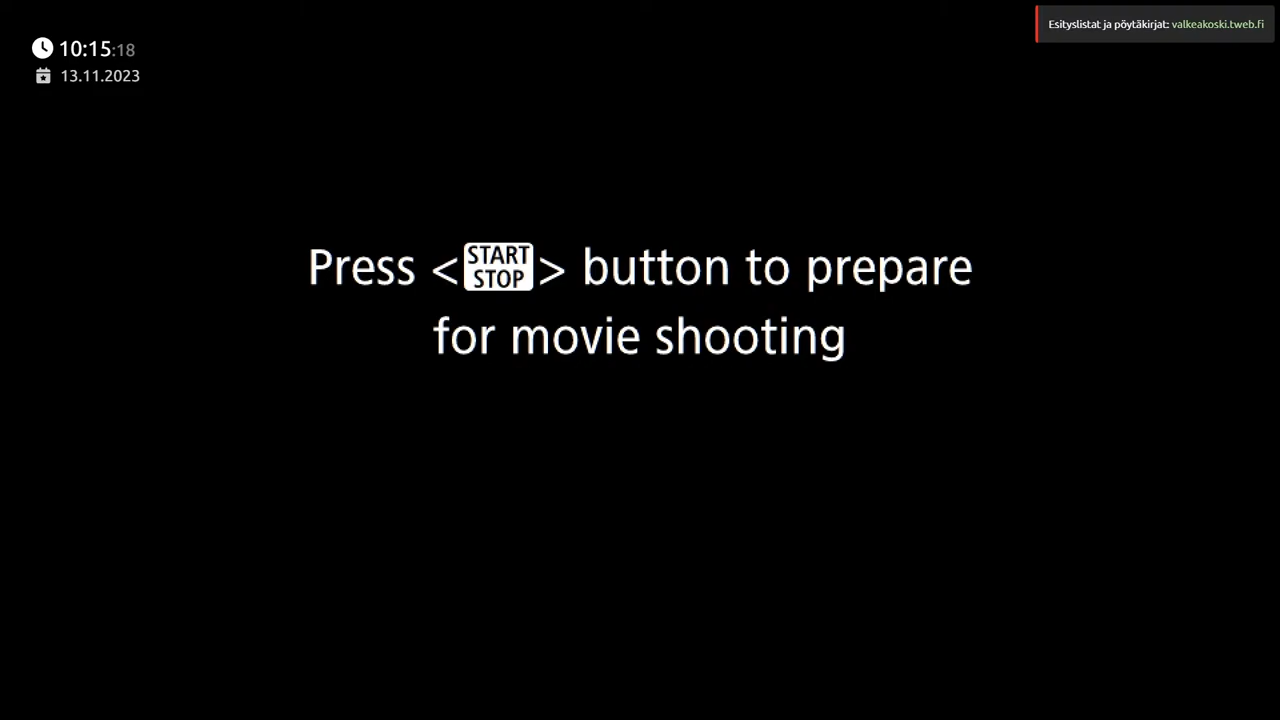 10:15:18
13.11.2023
Esityslistat ja pöytäkirjat: valkeakoski.tweb.fi
Press <START STOP> button to prepare
for movie shooting